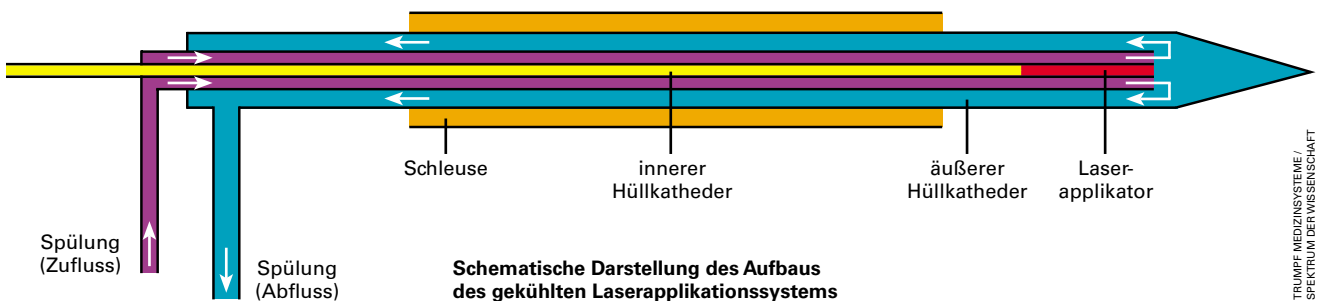 Schleuse
innerer
Hüllkatheder
äußerer
Hüllkatheder
Laser-
applikator
Spülung
(Zufluss)
Spülung
(Abfluss)
Schematische Darstellung des Aufbaus
des gekühlten Laserapplikationssystems
TRUMPF MEDIZINSYSTEME /
SPEKTRUM DER WISSENSCHAFT